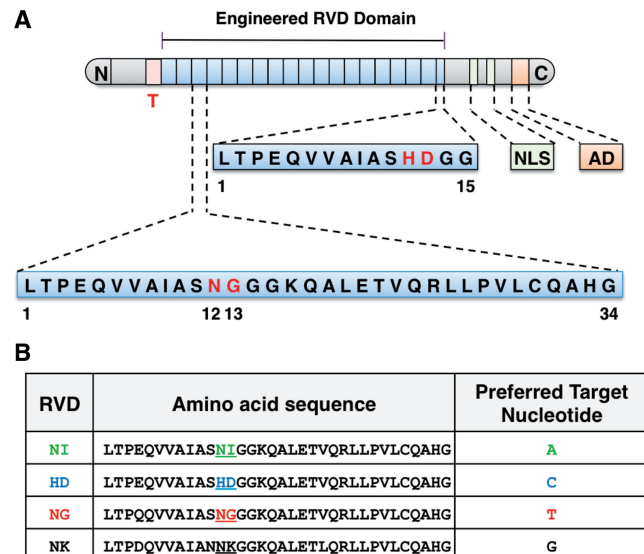 A
Engineered RVD Domain
N
C
T
LTPEQVVAIASHDGG
NLS
AD
1
15
LTPEQVVAIASNGGGKQALETVQRLLPVLCQAHG
1
12 13
34
B
RVD
Amino acid sequence
Preferred Target
Nucleotide
NI
LTPEQVVAIASNIGGKQALETVQRLLPVLCQAHG
A
HD
LTPEQVVAIASHDGGKQALETVQRLLPVLCQAHG
C
NG
LTPQQVVAIASNGGGKQALETVQRLLPVLCQAHG
T
NK
LTPDQVVAIANNKGGKQALETLQRLLPVLCQAHG
G